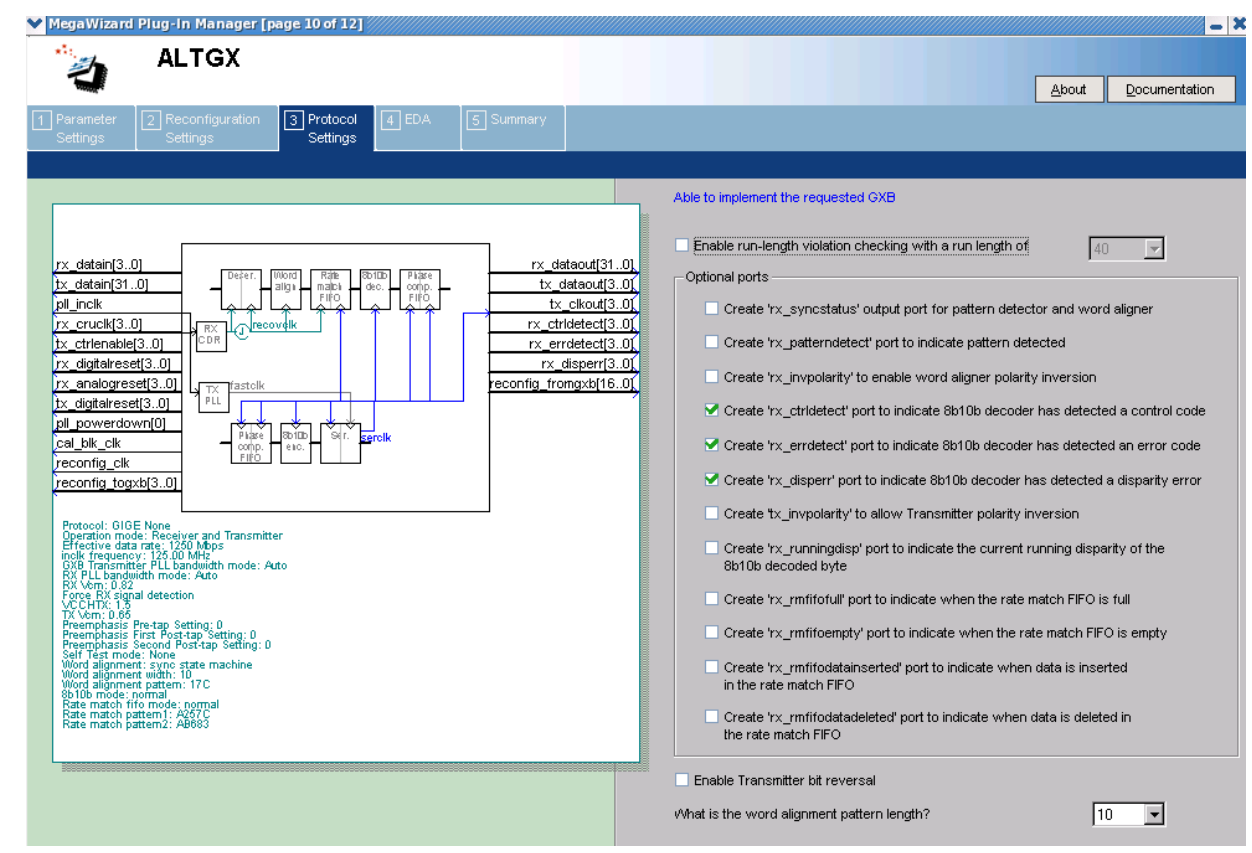 MegaWizard Plug-In Manager [page 10 of 12]
ALTGX
About
Documentation
1 Parameter Settings
2 Reconfiguration Settings
3 Protocol Settings
4 EDA
5 Summary
rx_datain[3..0]
tx_datain[31..0]
pll_inclk
rx_cruclk[3..0]
tx_ctrlenable[3..0]
rx_digitalreset[3..0]
rx_analogreset[3..0]
tx_digitalreset[3..0]
pll_powerdown[0]
cal_blk_clk
reconfig_clk
reconfig_togxb[3..0]
Deser.
Word align.
Rate match FIFO
8b10b dec.
Phase comp. FIFO
RX CDR
recovclk
TX PLL
fastclk
Phase comp. FIFO
8b10b enc.
Ser.
serclk
rx_dataout[31..0]
tx_dataout[3..0]
tx_clkout[3..0]
rx_ctrldetect[3..0]
rx_errdetect[3..0]
rx_disperr[3..0]
reconfig_fromgxb[16..0]
Protocol: GIGE None
Operation mode: Receiver and Transmitter
Effective data rate: 1250 Mbps
inclk frequency: 125.00 MHz
GXB Transmitter PLL bandwidth mode: Auto
RX PLL bandwidth mode: Auto
RX Vcm: 0.82
Force RX signal detection
VCCHTX: 1.5
TX Vcm: 0.65
Preemphasis Pre-tap Setting: 0
Preemphasis First Post-tap Setting: 0
Preemphasis Second Post-tap Setting: 0
Self Test mode: None
Word alignment: sync state machine
Word alignment width: 10
Word alignment pattern: 17C
8b10b mode: normal
Rate match fifo mode: normal
Rate match pattern1: A257C
Rate match pattern2: AB683
Able to implement the requested GXB
Enable run-length violation checking with a run length of 40
Optional ports
Create 'rx_syncstatus' output port for pattern detector and word aligner
Create 'rx_patterndetect' port to indicate pattern detected
Create 'rx_invpolarity' to enable word aligner polarity inversion
Create 'rx_ctrldetect' port to indicate 8b10b decoder has detected a control code
Create 'rx_errdetect' port to indicate 8b10b decoder has detected an error code
Create 'rx_disperr' port to indicate 8b10b decoder has detected a disparity error
Create 'tx_invpolarity' to allow Transmitter polarity inversion
Create 'rx_runningdisp' port to indicate the current running disparity of the
8b10b decoded byte
Create 'rx_rmfifofull' port to indicate when the rate match FIFO is full
Create 'rx_rmfifoempty' port to indicate when the rate match FIFO is empty
Create 'rx_rmfifodatainserted' port to indicate when data is inserted
in the rate match FIFO
Create 'rx_rmfifodatadeleted' port to indicate when data is deleted in
the rate match FIFO
Enable Transmitter bit reversal
What is the word alignment pattern length? 10